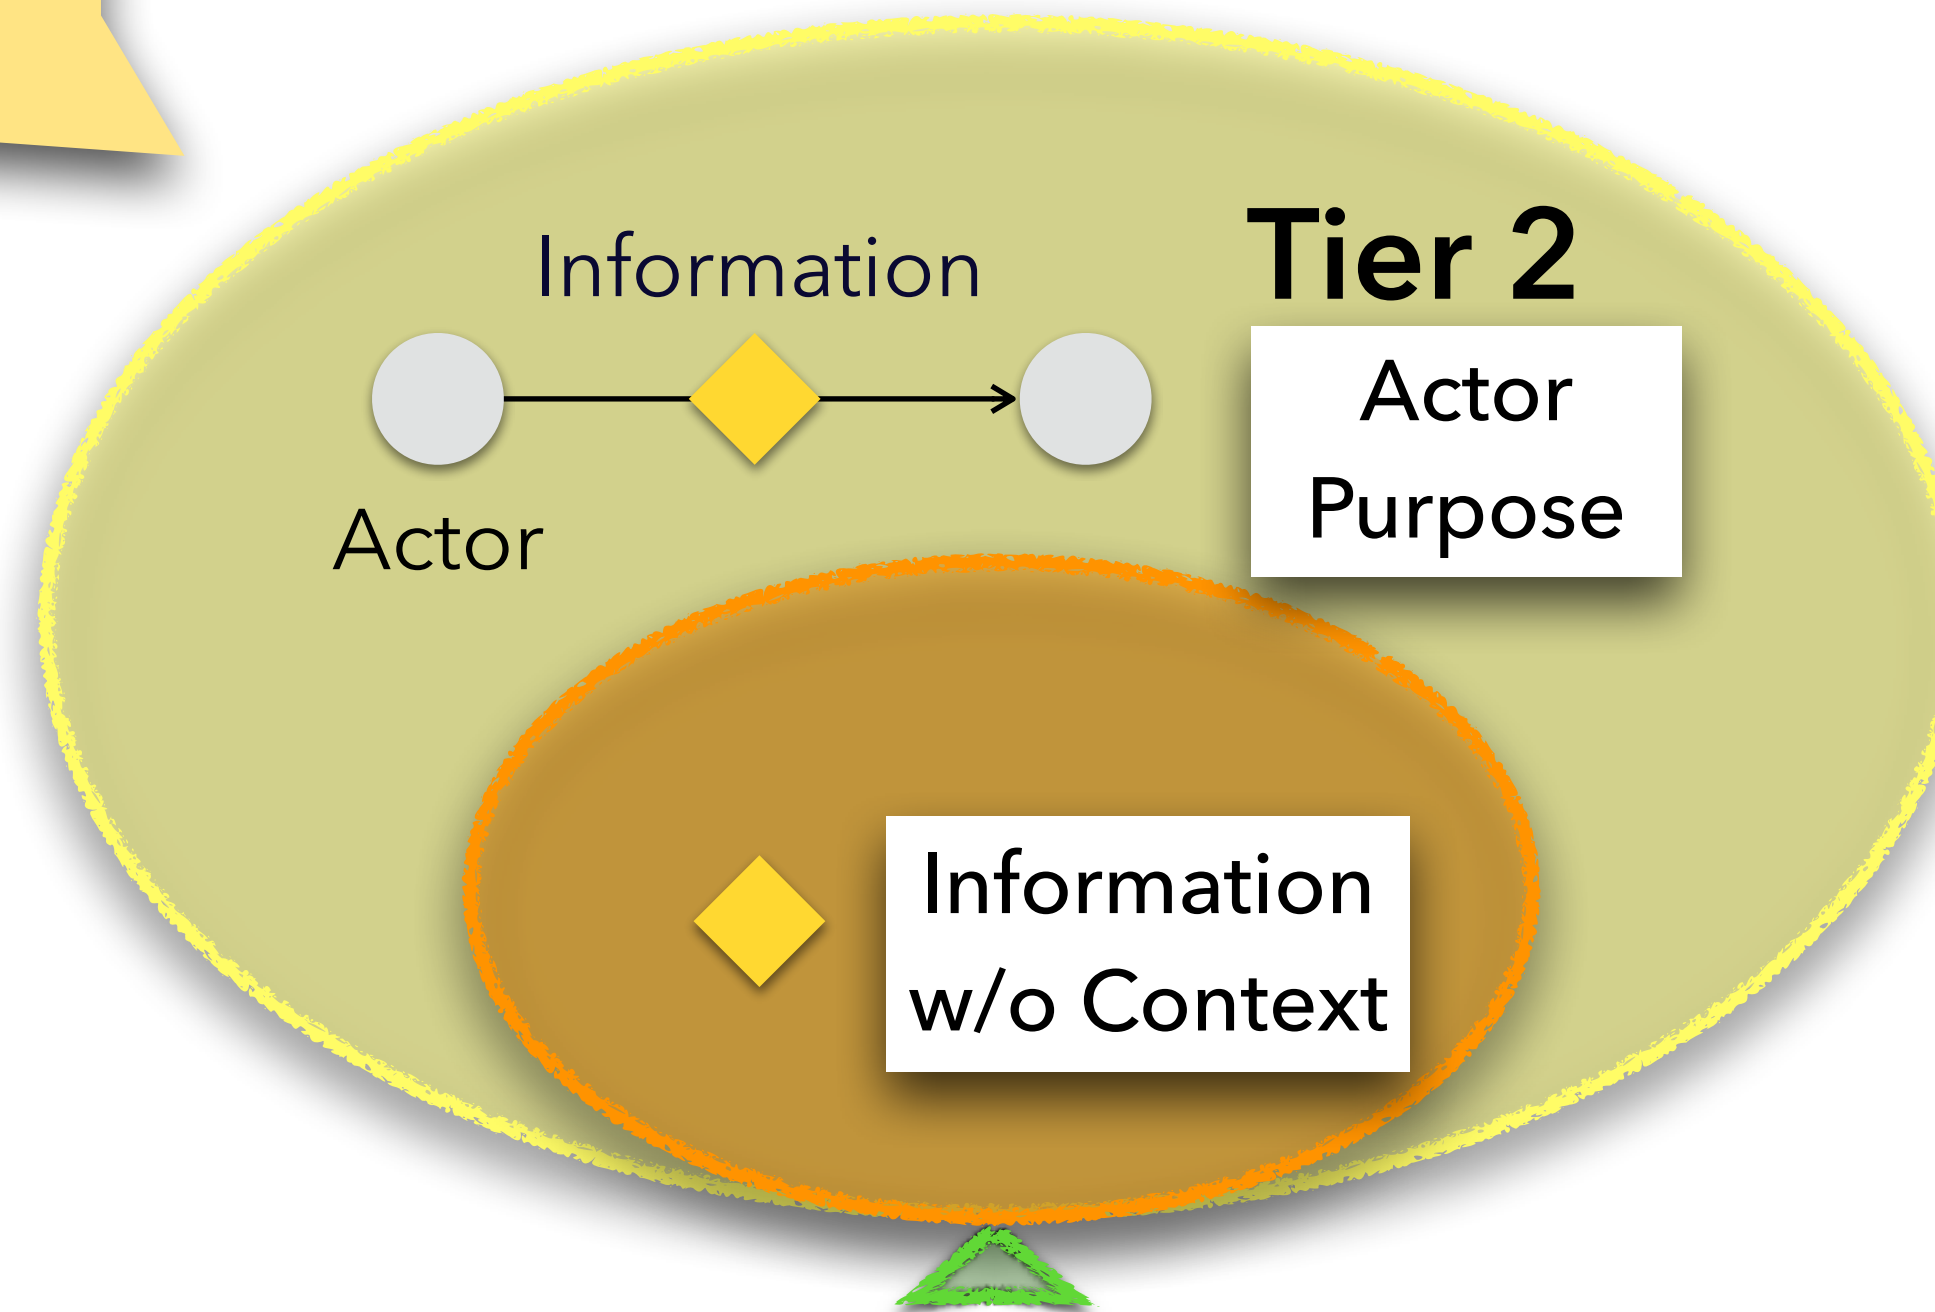 Information
Tier 2
Actor
Purpose
Actor
Information
w/o Context